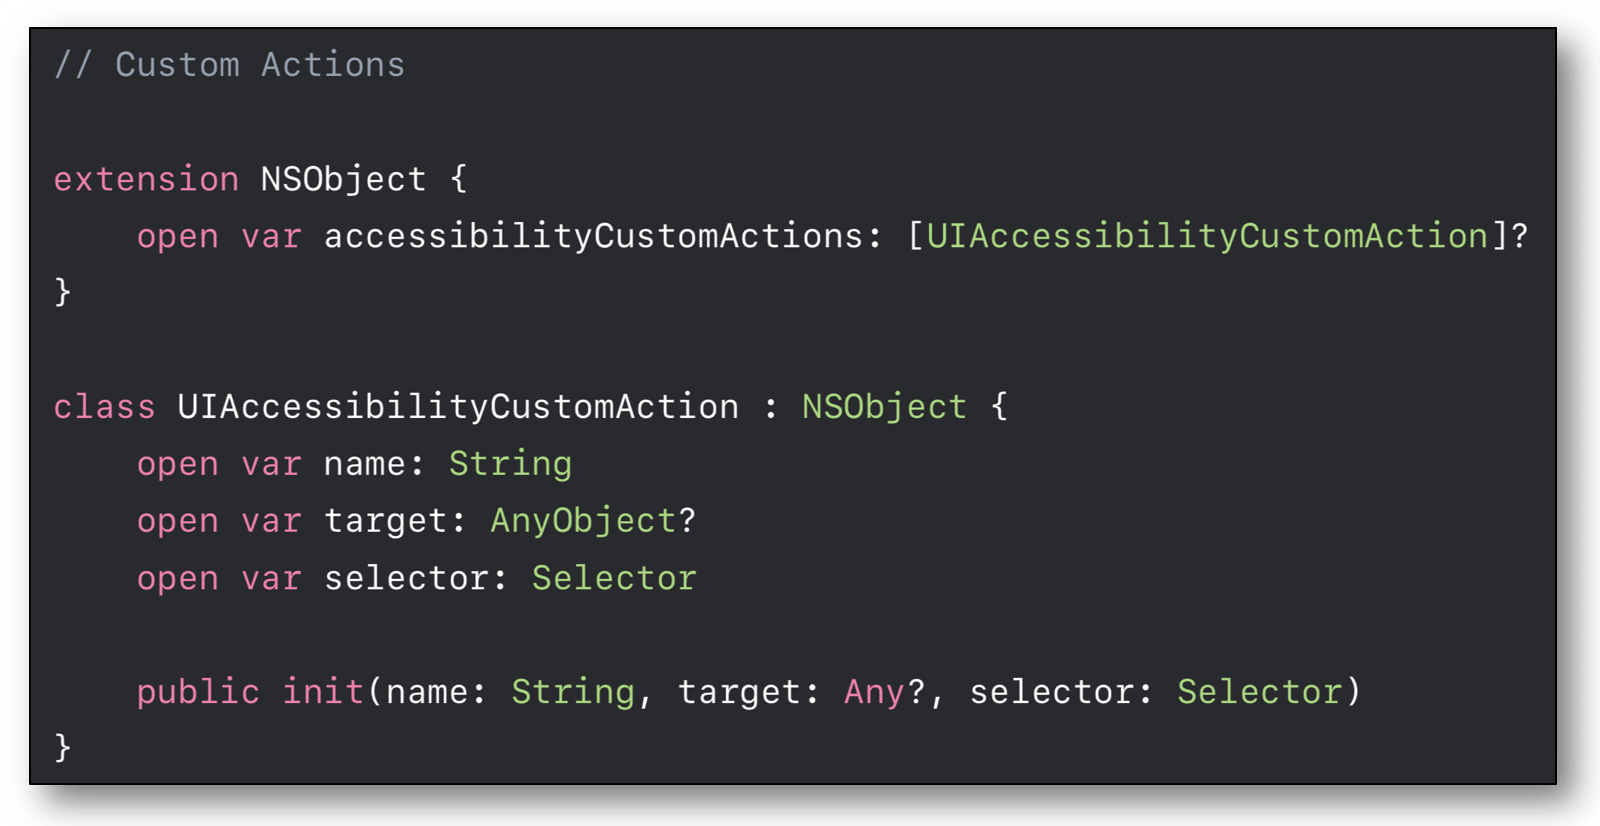 // Custom Actions
extension NSObject {
open var accessibilityCustomActions: [UIAccessibilityCustomAction]?
}
class UIAccessibilityCustomAction : NSObject {
open var name: String
open var target: AnyObject?
open var selector: Selector
public init(name: String, target: Any?, selector: Selector)
}